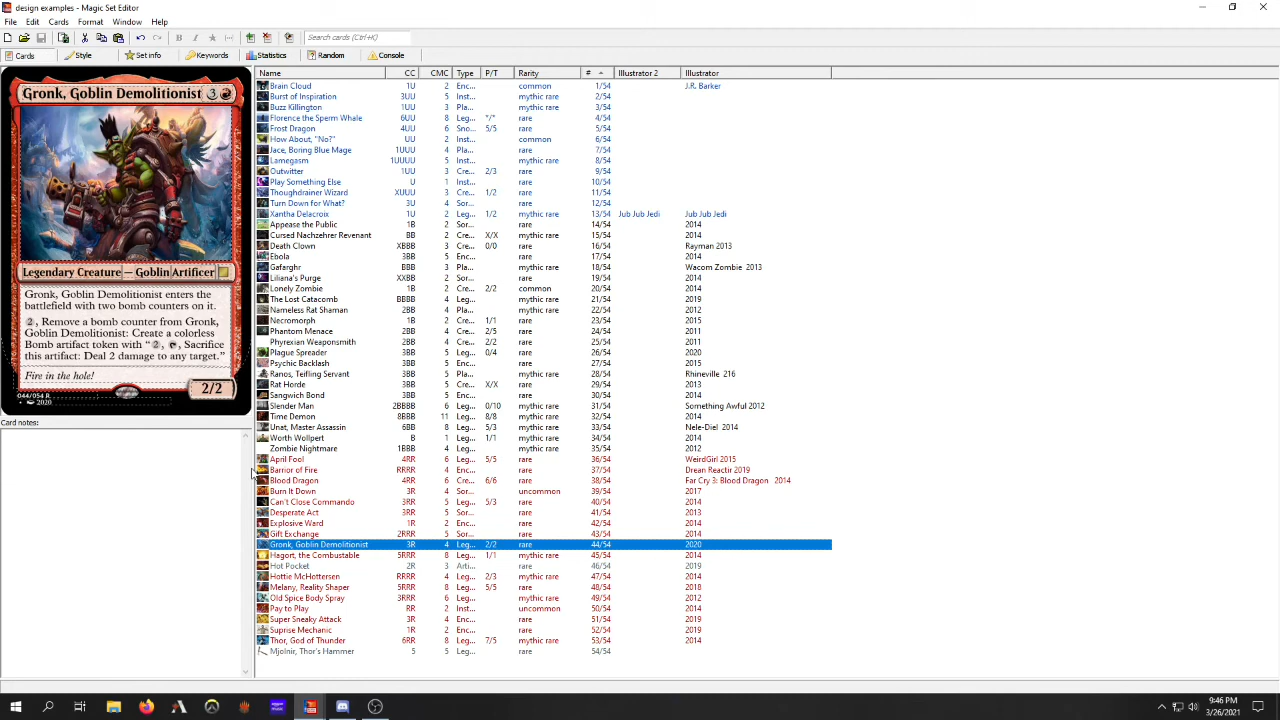 design examples - Magic Set Editor
File Edit Cards Format Window Help
B I A Search cards (Ctrl+K)
Cards Style Set info Keywords Statistics Random Console
Gronk, Goblin Demolitionist 3
Legendary Creature — Goblin Artificer
Gronk, Goblin Demolitionist enters the
battlefield with two bomb counters on it.
2, Remove a bomb counter from Gronk,
Goblin Demolitionist: Create a colorless
Bomb artifact token with “2, , Sacrifice
this artifact: Deal 2 damage to any target.”
Fire in the hole!
2/2
044/054 R
• 2020
Card notes:
Name CC CMC Type P/T Rarity # Illustrator 2 Illustrator
Brain Cloud 1U 2 Enc... common 1/54 J.R. Barker
Burst of Inspiration 3UU 5 Inst... mythic rare 2/54
Buzz Killington 1UU 3 Pla... mythic rare 3/54
Florence the Sperm Whale 6UU 8 Leg... */* rare 4/54
Frost Dragon 4UU 6 Sno... 5/5 rare 5/54
How About, "No?" UU 2 Inst... common 6/54
Jace, Boring Blue Mage 1UUU 4 Pla... mythic rare 7/54
Lamegasm 1UUUU 5 Inst... mythic rare 8/54
Outwitter 1UU 3 Cre... 2/3 rare 9/54
Play Something Else U 1 Inst... rare 10/54
Thoughdrainer Wizard XUUU 3 Cre... 1/2 rare 11/54
Turn Down for What? 3U 4 Sor... rare 12/54
Xantha Delacroix 1U 2 Leg... 1/2 mythic rare 13/54 Jub Jub Jedi Jub Jub Jedi
Appease the Public 1B 2 Sor... rare 14/54 2014
Cursed Nachzehrer Revenant BB 2 Cre... X/X mythic rare 15/54 2014
Death Clown XBBB 3 Cre... 0/0 rare 16/54 Rayman 2013
Ebola 3BB 5 Enc... rare 17/54 2014
Gafarghr BBB 3 Pla... mythic rare 18/54 Wacom Zombie 2013
Liliana's Purge XXBB 2 Sor... rare 19/54 2014
Lonely Zombie 1B 2 Cre... 2/2 common 20/54 2014
The Lost Catacomb BBBB 4 Leg... mythic rare 21/54 2019
Nameless Rat Shaman 2BB 4 Pla... mythic rare 22/54 2012
Necromorph 1B 2 Cre... 1/1 rare 23/54 2015
Phantom Menace 2BB 4 Cre... 2/5 rare 24/54 2011
Phyrexian Weaponsmith 2BB 4 Cre... 2/2 rare 25/54 2011
Plague Spreader 3BB 5 Leg... 0/4 rare 26/54 2020
Psychic Backlash 3BB 5 Enc... rare 27/54 2015
Ranos, Teifling Servant 3BB 5 Pla... mythic rare 28/54 Rhineville 216
Rat Horde 3BB 5 Cre... X/X rare 29/54 2013
Sangwich Bond 3BB 5 Enc... rare 30/54 2014
Slender Man 2BBBB 6 Leg... 0/10 rare 31/54 Something Awful 2012
Time Demon 8BBB 11 Leg... 8/8 mythic rare 32/54 2014
Unat, Master Assassin 6BB 8 Leg... 5/3 rare 33/54 Nele-Diel 2014
Worth Wollpert B 1 Leg... 1/1 mythic rare 34/54 2014
Zombie Nightmare 1BBB 4 Leg... mythic rare 35/54 2012
April Fool 4RR 6 Leg... 5/5 rare 36/54 WeirdGirl 2015
Barrior of Fire RRRR 4 Enc... rare 37/54 Drean Reactir 2019
Blood Dragon 4RR 6 Cre... 6/6 rare 38/54 Far Cry 3: Blood Dragon 2014
Burn It Down 3R 4 Sor... uncommon 39/54 2017
Can't Close Commando 3RR 5 Leg... 5/3 rare 40/54 2014
Desperate Act 3RR 5 Sor... rare 41/54 2013
Explosive Ward 1R 2 Enc... rare 42/54 2014
Gift Exchange 2RRR 5 Sor... rare 43/54 2014
Gronk, Goblin Demolitionist 3R 4 Leg... 2/2 rare 44/54 2020
Hagort, the Combustable 5RRR 8 Leg... 1/1 mythic rare 45/54 2014
Hot Pocket 2R 3 Arti... rare 46/54 2019
Hottie McHottersen RRRR 4 Leg... 2/3 mythic rare 47/54 2014
Melany, Reality Shaper 5RRR 8 Leg... 5/5 rare 48/54 2018
Old Spice Body Spray 3RRR 6 Leg... mythic rare 49/54 2012
Pay to Play RR 2 Inst... uncommon 50/54 2014
Super Sneaky Attack 3R 4 Enc... rare 51/54 2019
Suprise Mechanic 1R 2 Enc... rare 52/54 2019
Thor, God of Thunder 6RR 8 Leg... 7/5 mythic rare 53/54 2014
Mjolnir, Thor's Hammer 5 5 Leg... rare 54/54
9:46 PM
3/26/2021